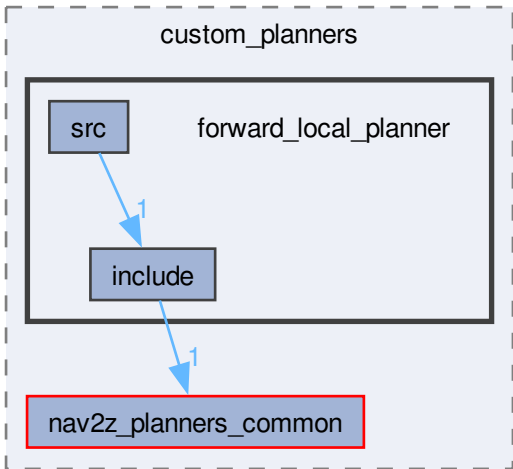 custom_planners
src
forward_local_planner
1
include
1
nav2z_planners_common